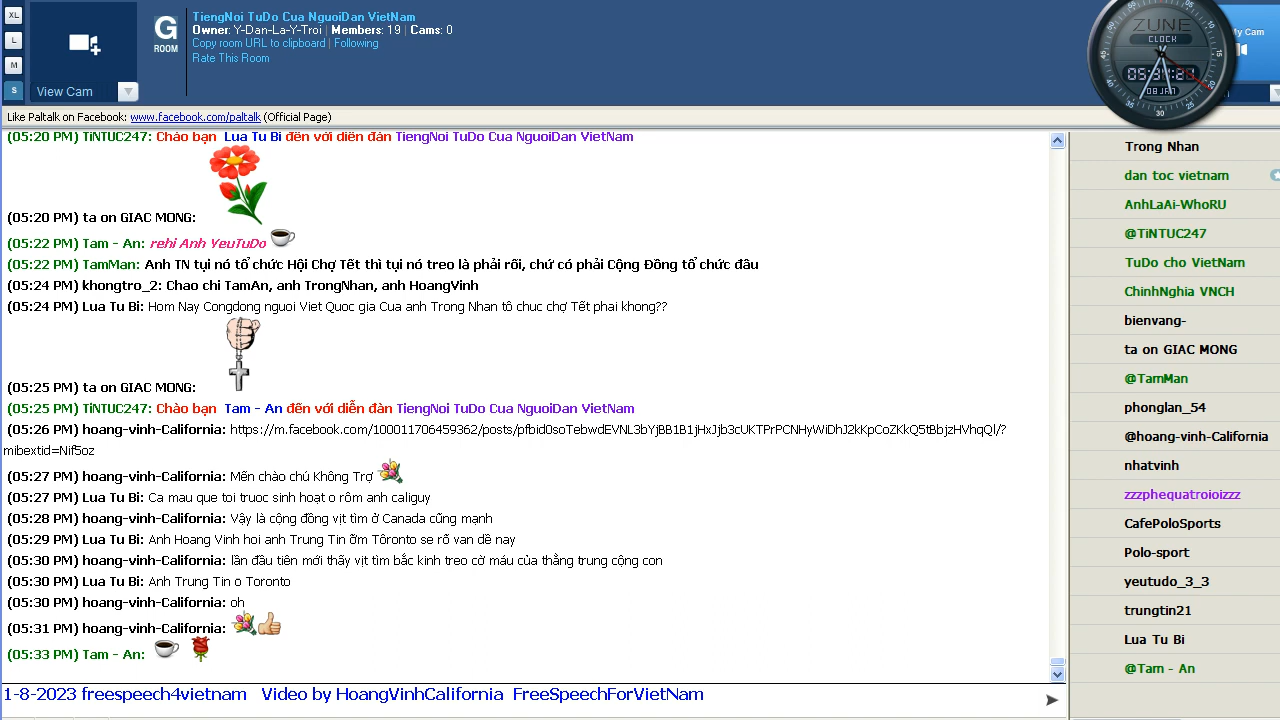 XL
L
M
S
View Cam
G
ROOM
TiengNoi TuDo Cua NguoiDan VietNam
Owner: Y-Dan-La-Y-Troi | Members: 19 | Cams: 0
Copy room URL to clipboard | Following
Rate This Room
ZUNE
CLOCK
08 JAN
My Cam
Like Paltalk on Facebook: www.facebook.com/paltalk (Official Page)
(05:20 PM) TiNTUC247: Chào bạn Lua Tu Bi đến với diễn đàn TiengNoi TuDo Cua NguoiDan VietNam
(05:20 PM) ta on GIAC MONG:
(05:22 PM) Tam - An: rehi Anh YeuTuDo
(05:22 PM) TamMan: Anh TN tụi nó tổ chức Hội Chợ Tết thì tụi nó treo là phải rồi, chứ có phải Cộng Đồng tổ chức đâu
(05:24 PM) khongtro_2: Chao chi TamAn, anh TrongNhan, anh HoangVinh
(05:24 PM) Lua Tu Bi: Hom Nay Congdong nguoi Viet Quoc gia Cua anh Trong Nhan tô chuc chợ Tết phai khong??
(05:25 PM) ta on GIAC MONG:
(05:25 PM) TiNTUC247: Chào bạn Tam - An đến với diễn đàn TiengNoi TuDo Cua NguoiDan VietNam
(05:26 PM) hoang-vinh-California: https://m.facebook.com/100011706459362/posts/pfbid0soTebwdEVNL3bYjBB1B1jHxJjb3cUKTPrPCNHyWiDhJ2kKpCoZKkQ5tBbjzHVhqQl/?
mibextid=Nif5oz
(05:27 PM) hoang-vinh-California: Mến chào chú Không Trợ
(05:27 PM) Lua Tu Bi: Ca mau que toi truoc sinh hoạt o rôm anh caliguy
(05:28 PM) hoang-vinh-California: Vậy là cộng đồng vịt tìm ở Canada cũng mạnh
(05:29 PM) Lua Tu Bi: Anh Hoang Vinh hoi anh Trung Tin ỡm Tôronto se rõ van dề nay
(05:30 PM) hoang-vinh-California: lần đầu tiên mới thấy vịt tìm bắc kinh treo cờ máu của thằng trung cộng con
(05:30 PM) Lua Tu Bi: Anh Trung Tin o Toronto
(05:30 PM) hoang-vinh-California: oh
(05:31 PM) hoang-vinh-California:
(05:33 PM) Tam - An:
1-8-2023 freespeech4vietnam Video by HoangVinhCalifornia FreeSpeechForVietNam
Trong Nhan
dan toc vietnam
AnhLaAi-WhoRU
@TiNTUC247
TuDo cho VietNam
ChinhNghia VNCH
bienvang-
ta on GIAC MONG
@TamMan
phonglan_54
@hoang-vinh-California
nhatvinh
zzzphequatroioizzz
CafePoloSports
Polo-sport
yeutudo_3_3
trungtin21
Lua Tu Bi
@Tam - An